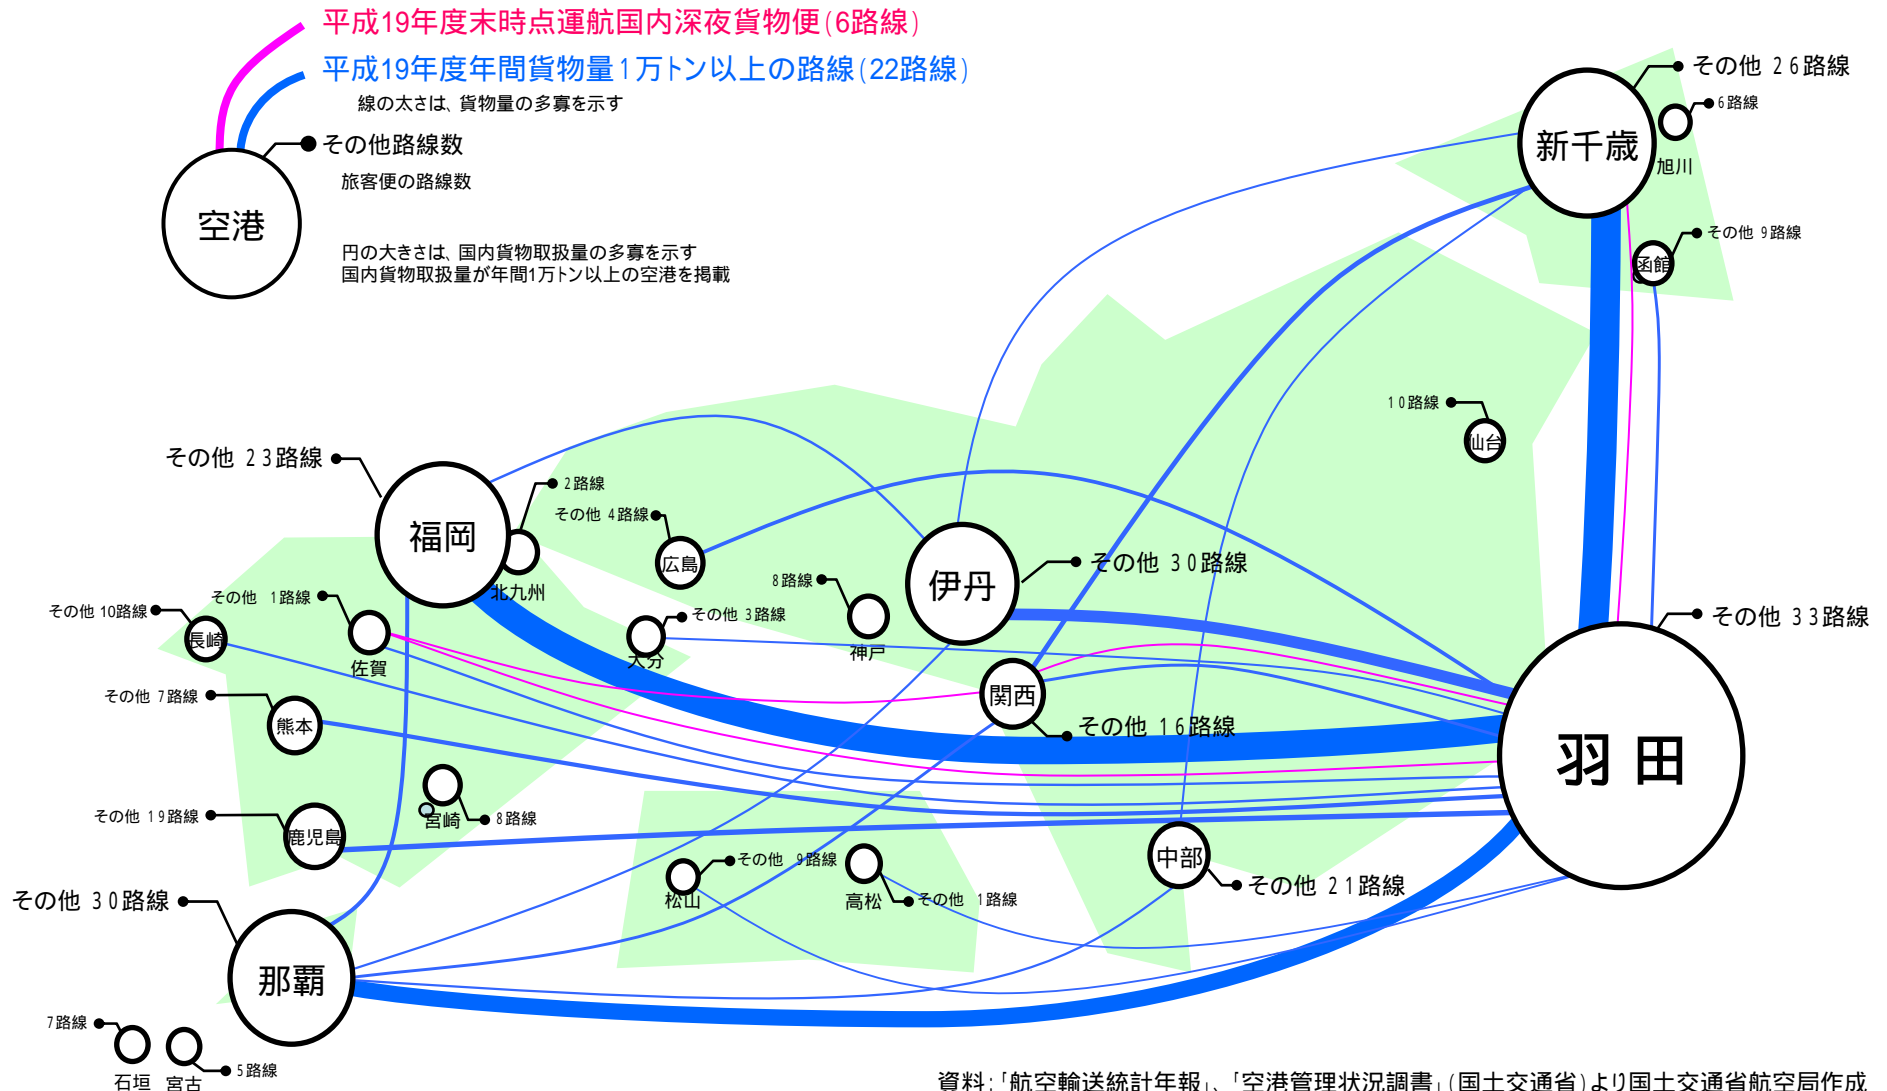 平成19年度末時点運航国内深夜貨物便(6路線)
平成19年度年間貨物量1万トン以上の路線(22路線)
線の太さは、貨物量の多寡を示す
その他路線数
旅客便の路線数
空港
円の大きさは、国内貨物取扱量の多寡を示す
国内貨物取扱量が年間1万トン以上の空港を掲載
その他 26路線
新千歳
6路線
旭川
その他 9路線
函館
10路線
仙台
その他 23路線
福岡
2路線
北九州
その他 4路線
広島
8路線
神戸
伊丹
その他 30路線
その他 10路線
長崎
その他 1路線
佐賀
その他 3路線
大分
関西
その他 16路線
その他 33路線
羽田
その他 7路線
熊本
その他 19路線
鹿児島
宮崎
8路線
その他 9路線
松山
高松
その他 1路線
中部
その他 21路線
その他 30路線
那覇
7路線
石垣
宮古
5路線
資料:「航空輸送統計年報」、「空港管理状況調書」(国土交通省)より国土交通省航空局作成